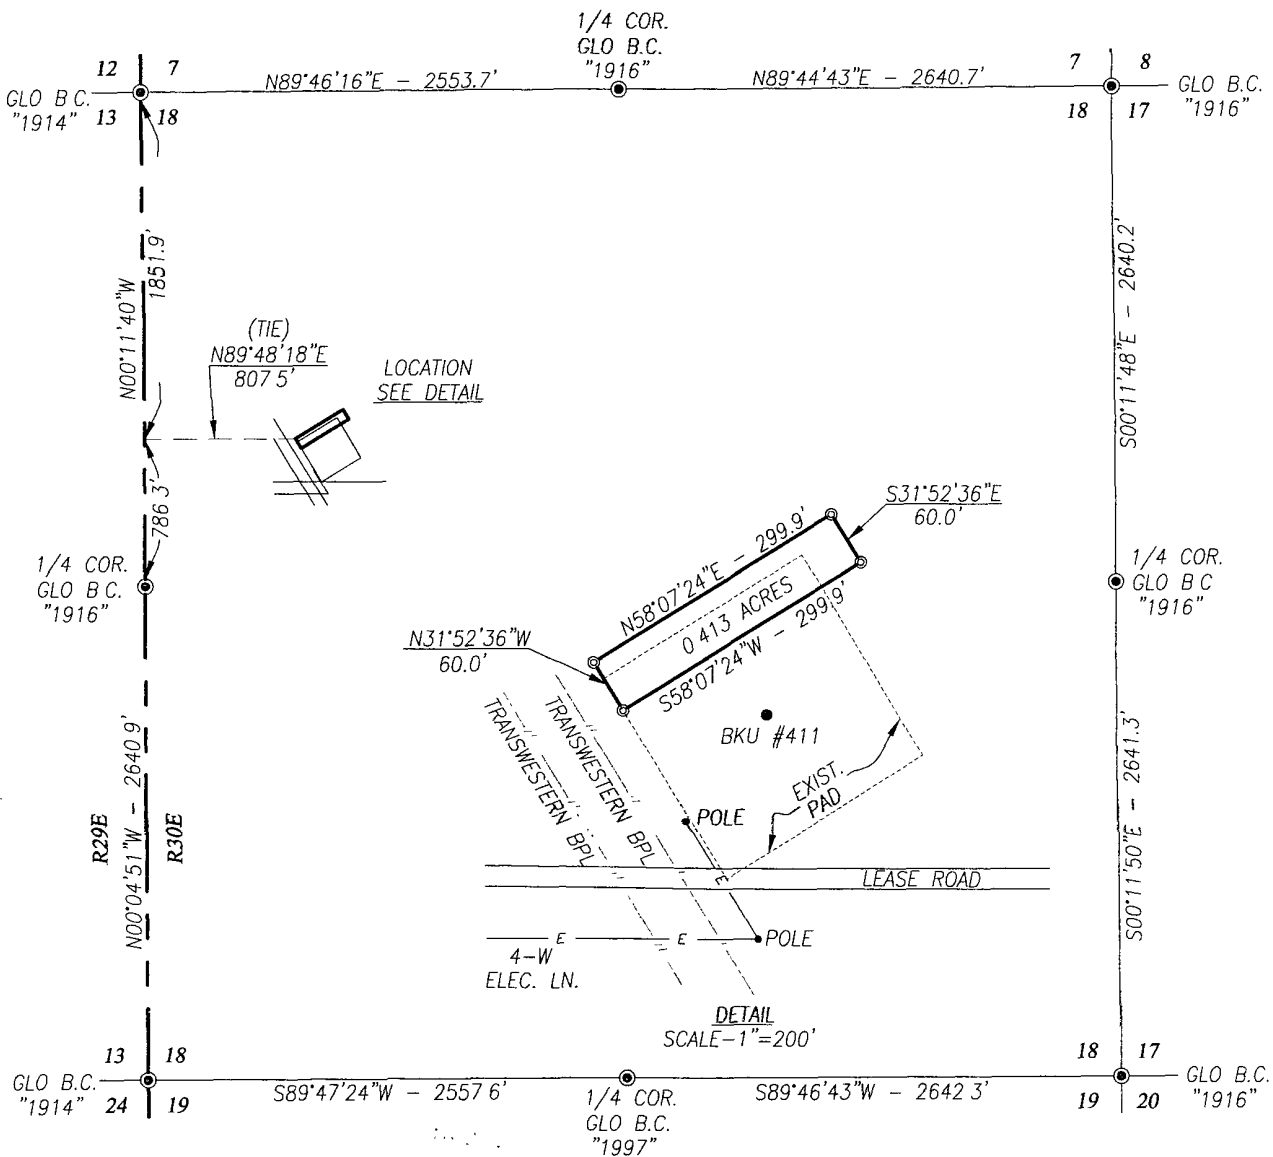 1/4 COR.
GLO B.C.
"1916"
12 7
N89°46'16"E - 2553.7'
N89°44'43"E - 2640.7'
7 8
GLO B C.
"1914"
13 18
18 17
GLO B.C.
"1916"
N00°11'40"W
1851.9'
S00°11'48"E - 2640.2'
(TIE)
N89°48'18"E
807 5'
LOCATION
SEE DETAIL
786 3'
1/4 COR.
GLO B.C.
"1916"
1/4 COR.
GLO B C
"1916"
S31°52'36"E
60.0'
N58°07'24"E - 299.9'
0 413 ACRES
S58°07'24"W - 299.9'
N31°52'36"W
60.0'
TRANSWESTERN BPL
TRANSWESTERN BPL
BKU #411
EXIST.
PAD
POLE
LEASE ROAD
E
E
E
POLE
4-W
ELEC. LN.
R29E
N00°04'51"W - 2640 9'
R30E
S00°11'50"E - 2641.3'
DETAIL
SCALE-1"=200'
13 18
18 17
GLO B.C.
"1914"
24 19
S89°47'24"W - 2557 6'
1/4 COR.
GLO B.C.
"1997"
S89°46'43"W - 2642 3'
19 20
GLO B.C.
"1916"